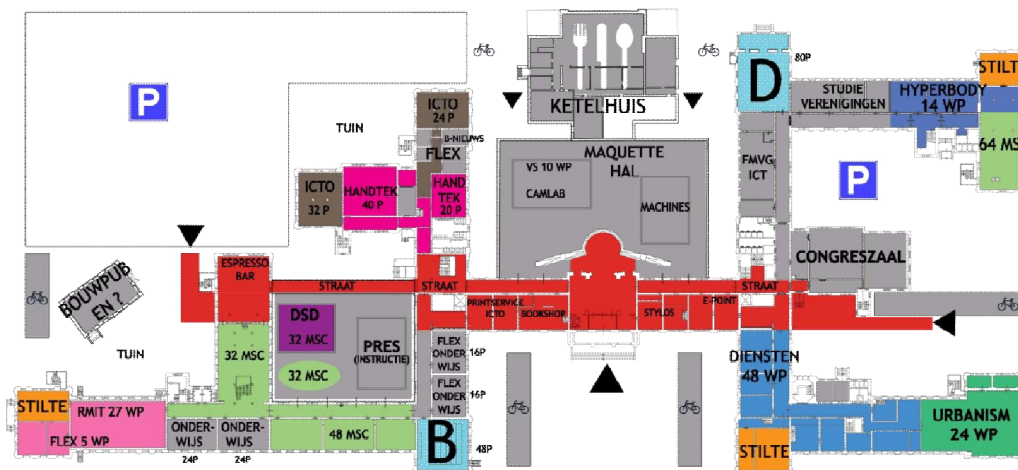 P
TUIN
ICTO
24 P
B-NIEUWS
FLEX
ICTO
32 P
HANDTEK
40 P
HAND
TEK
20 P
KETELHUIS
MAQUETTE
HAL
VS 10 WP
CAMLAB
MACHINES
D
80P
STUDIE
VERENIGINGEN
HYPERBODY
14 WP
STILTE
64 MS
FMVG
ICT
P
CONGRESZAAL
BOUWPUB
EN ?
TUIN
ESPRESSO
BAR
STRAAT
STRAAT
PRINTSERVICE
ICTO
BOOKSHOP
STYLOS
E-POINT
STRAAT
DSD
32 MSC
32 MSC
32 MSC
PRES
(INSTRUCTIE)
FLEX
ONDER
WIJS
16P
FLEX
ONDER
WIJS
16P
DIENSTEN
48 WP
STILTE
RMIT 27 WP
FLEX 5 WP
ONDER-
WIJS
24P
ONDER-
WIJS
24P
48 MSC
B
48P
STILTE
URBANISM
24 WP